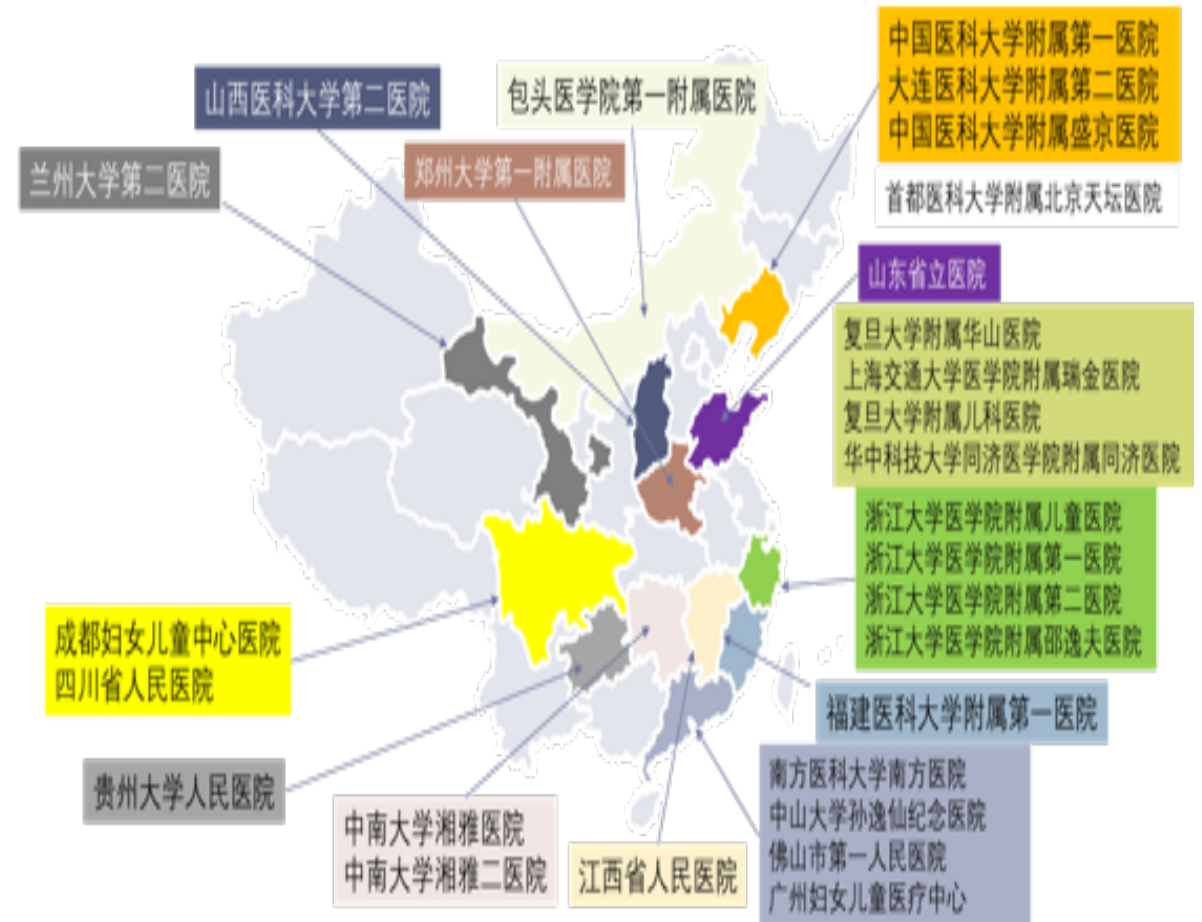 中国医科大学附属第一医院
大连医科大学附属第二医院
中国医科大学附属盛京医院
山西医科大学第二医院
包头医学院第一附属医院
郑州大学第一附属医院
兰州大学第二医院
首都医科大学附属北京天坛医院
山东省立医院
复旦大学附属华山医院
上海交通大学医学院附属瑞金医院
复旦大学附属儿科医院
华中科技大学同济医学院附属同济医院
浙江大学医学院附属儿童医院
浙江大学医学院附属第一医院
浙江大学医学院附属第二医院
浙江大学医学院附属邵逸夫医院
成都妇女儿童中心医院
四川省人民医院
福建医科大学附属第一医院
贵州大学人民医院
南方医科大学南方医院
中山大学孙逸仙纪念医院
佛山市第一人民医院
广州妇女儿童医疗中心
中南大学湘雅医院
中南大学湘雅二医院
江西省人民医院